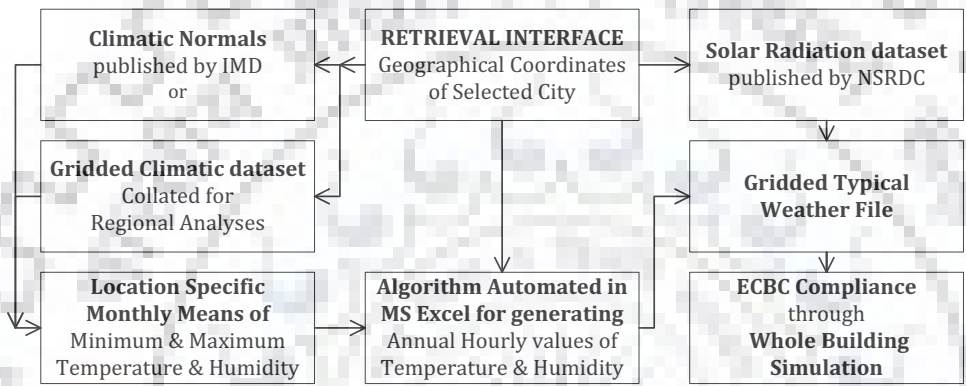 Climatic Normals
published by IMD
or
RETRIEVAL INTERFACE
Geographical Coordinates
of Selected City
Solar Radiation dataset
published by NSRDC
Gridded Climatic dataset
Collated for
Regional Analyses
Gridded Typical
Weather File
Location Specific
Monthly Means of
Minimum & Maximum
Temperature & Humidity
Algorithm Automated in
MS Excel for generating
Annual Hourly values of
Temperature & Humidity
ECBC Compliance
through
Whole Building
Simulation